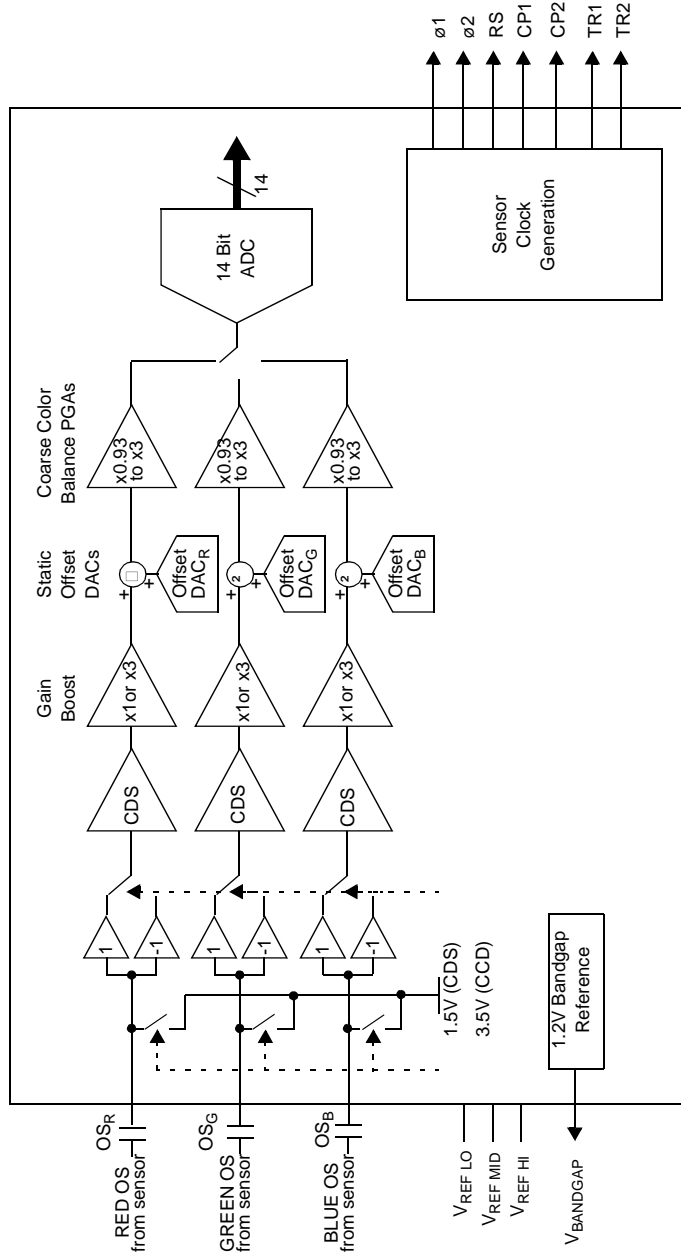 Gain
Boost
Static
Offset
DACs
Coarse Color
Balance PGAs
RED OS
from sensor
OSR
1
-1
CDS
x1or x3
+
+
Offset
DACR
x0.93
to x3
GREEN OS
from sensor
OSG
1
-1
CDS
x1or x3
+
2
+
Offset
DACG
x0.93
to x3
BLUE OS
from sensor
OSB
1
-1
CDS
x1or x3
+
2
+
Offset
DACB
x0.93
to x3
14 Bit
ADC
14
1.5V (CDS)
3.5V (CCD)
VREF LO
VREF MID
VREF HI
1.2V Bandgap
Reference
VBANDGAP
Sensor
Clock
Generation
ø1
ø2
RS
CP1
CP2
TR1
TR2